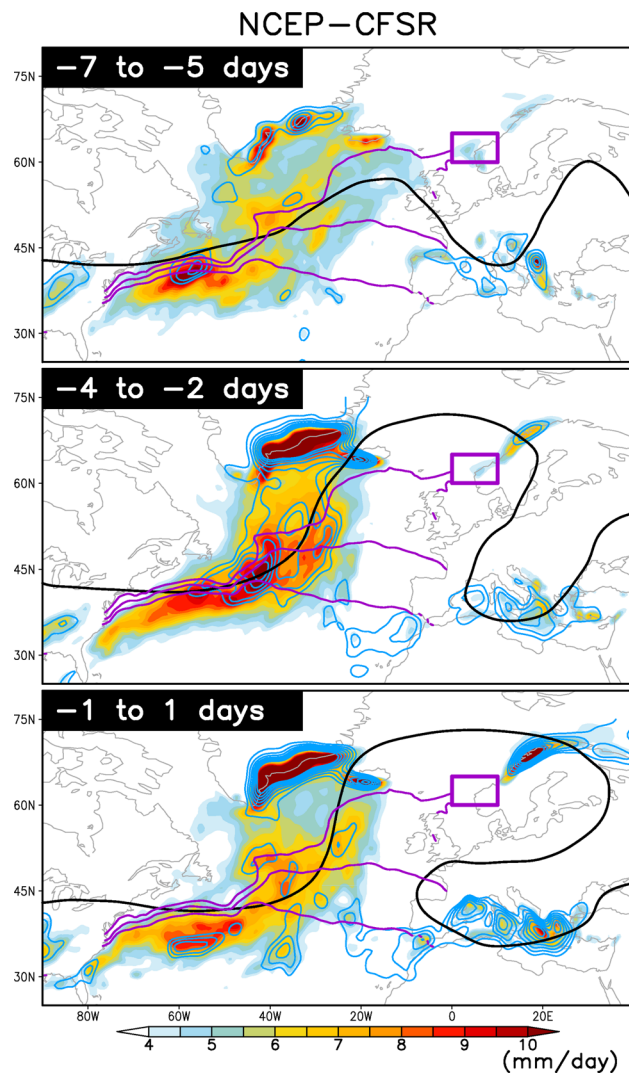 NCEP-CFSR
-7 to -5 days
75N
60N
45N
30N
-4 to -2 days
75N
60N
45N
30N
-1 to 1 days
75N
60N
45N
30N
80W 60W 40W 20W 0 20E
4 5 6 7 8 9 10
(mm/day)